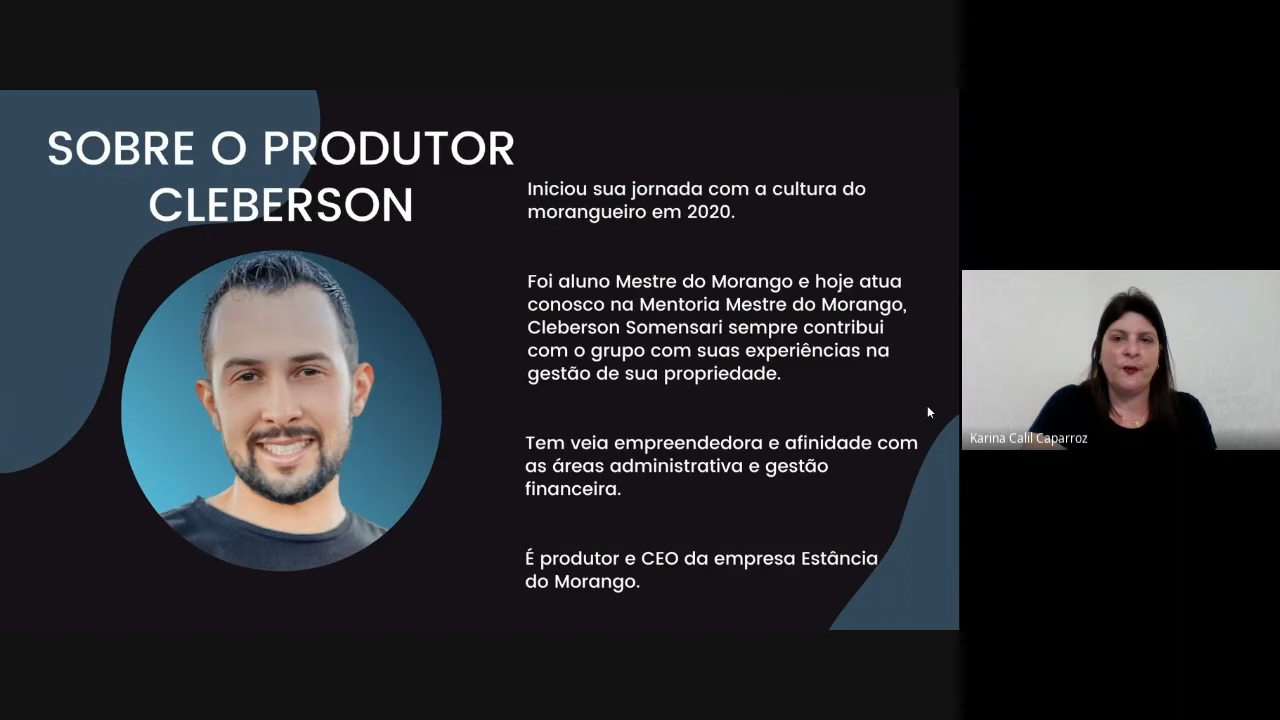 SOBRE O PRODUTOR
CLEBERSON
Iniciou sua jornada com a cultura do
morangueiro em 2020.
Foi aluno Mestre do Morango e hoje atua
conosco na Mentoria Mestre do Morango,
Cleberson Somensari sempre contribui
com o grupo com suas experiências na
gestão de sua propriedade.
Tem veia empreendedora e afinidade com
as áreas administrativa e gestão
financeira.
É produtor e CEO da empresa Estância
do Morango.
Karina Calil Caparroz